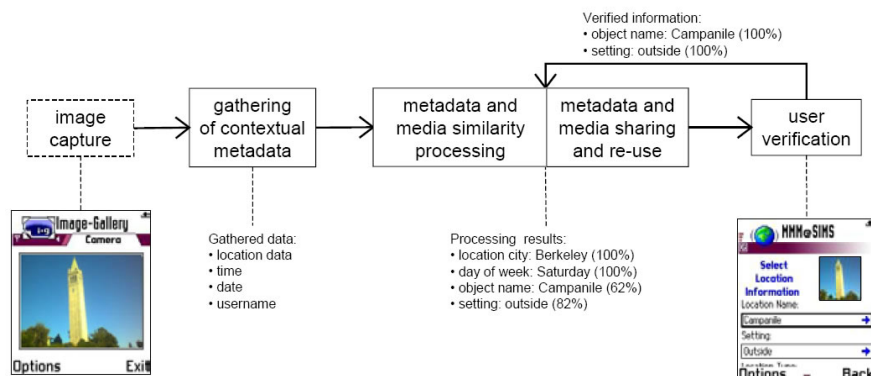 Verified information:
• object name: Campanile (100%)
• setting: outside (100%)
image
capture
gathering
of contextual
metadata
metadata and
media similarity
processing
metadata and
media sharing
and re-use
user
verification
Image-Gallery
Camera
Options Exit
Gathered data:
• location data
• time
• date
• username
Processing results:
• location city: Berkeley (100%)
• day of week: Saturday (100%)
• object name: Campanile (62%)
• setting: outside (82%)
MMM@SIMS
Select
Location
Information
Location Name:
Campanile
Setting:
Outside
Location Type:
Options Back